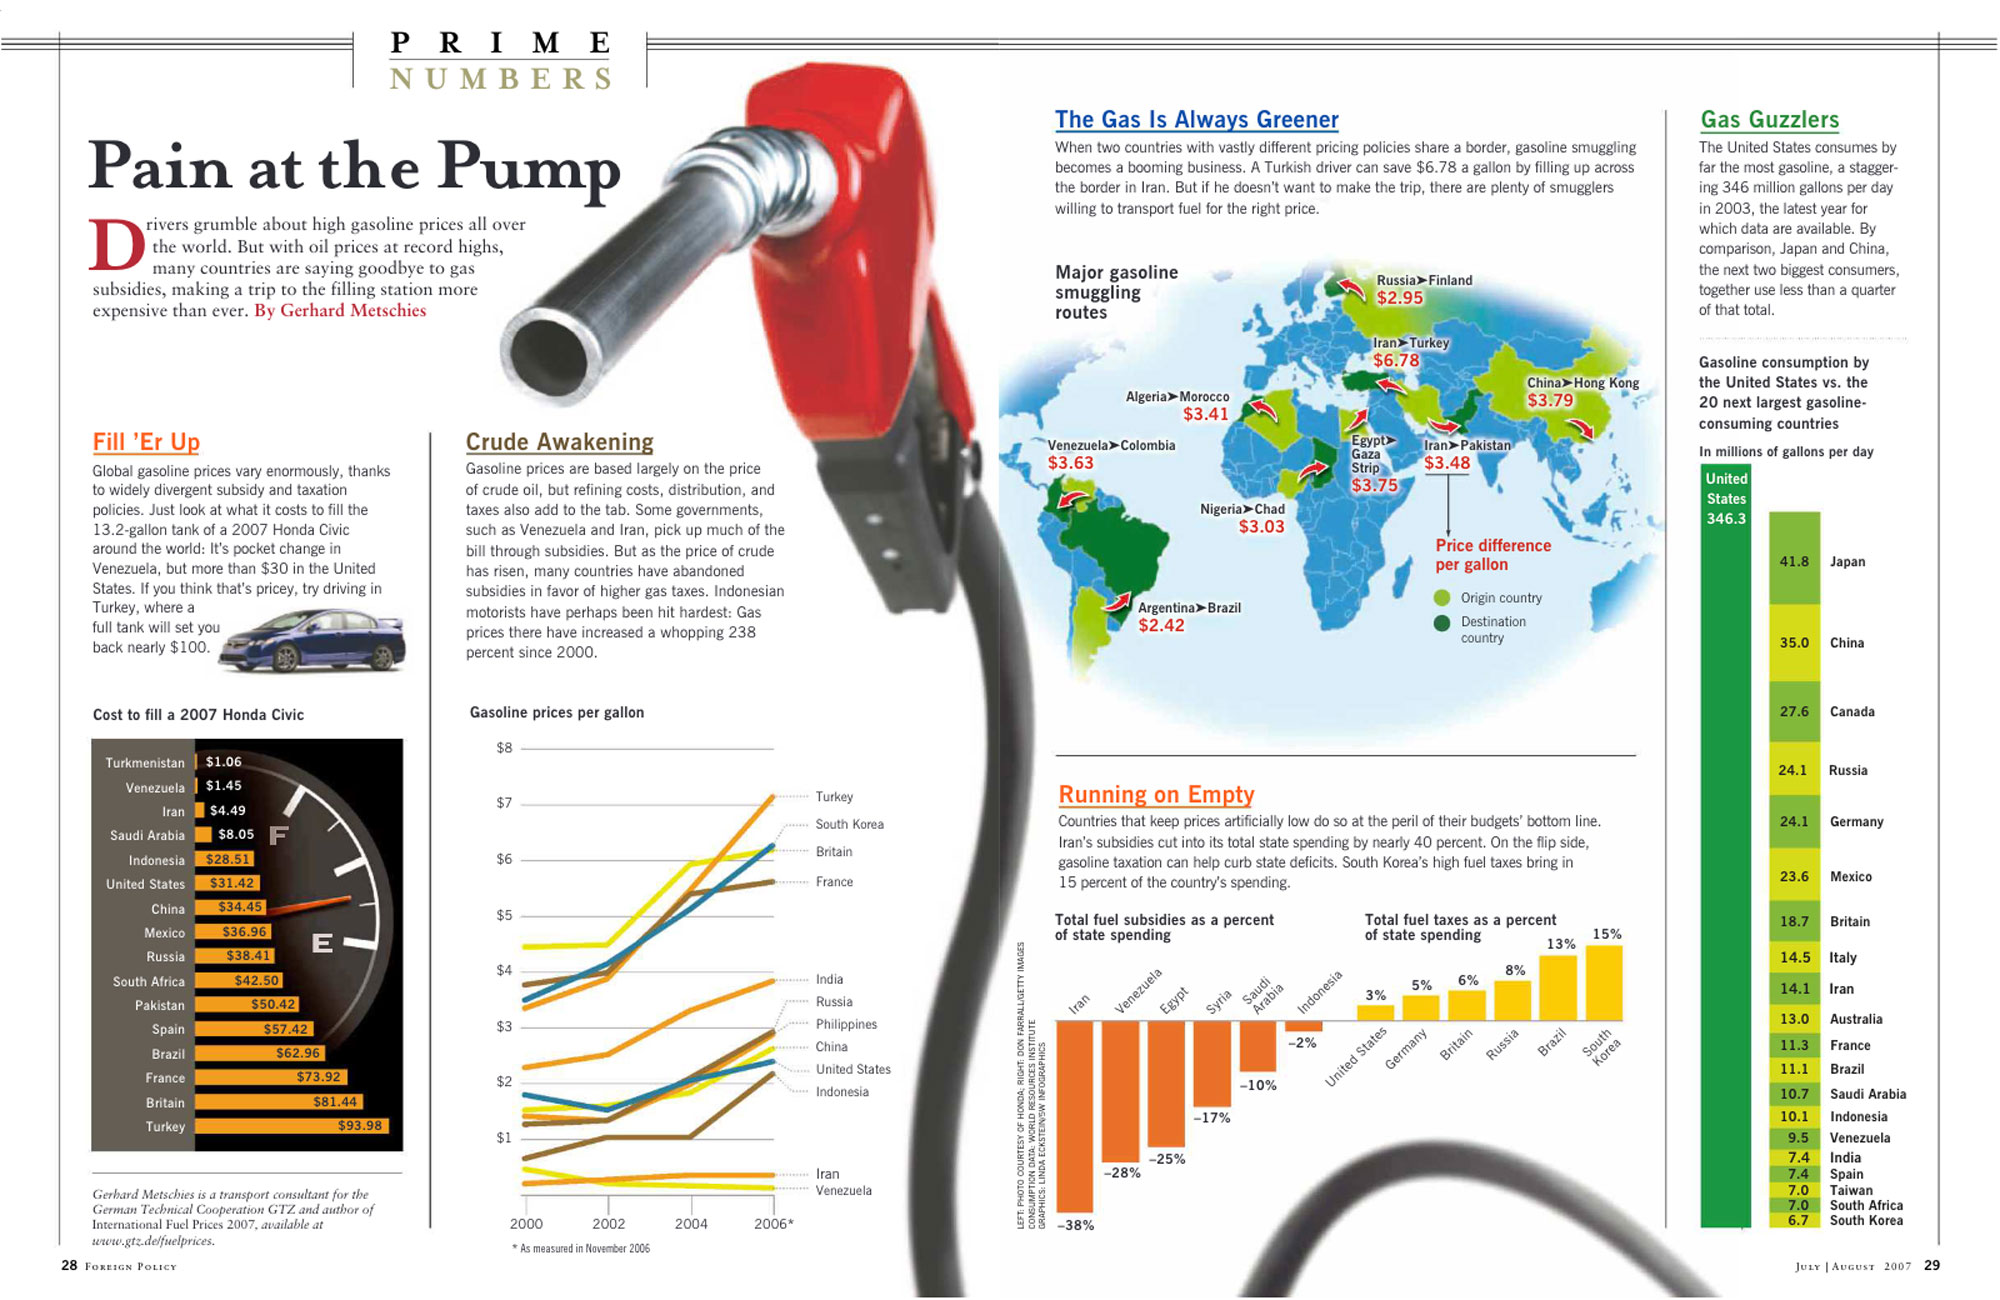 PRIME
NUMBERS
Pain at the Pump
Drivers grumble about high gasoline prices all over
the world. But with oil prices at record highs,
many countries are saying goodbye to gas
subsidies, making a trip to the filling station more
expensive than ever. By Gerhard Metschies
Fill ’Er Up
Global gasoline prices vary enormously, thanks
to widely divergent subsidy and taxation
policies. Just look at what it costs to fill the
13.2-gallon tank of a 2007 Honda Civic
around the world: It’s pocket change in
Venezuela, but more than $30 in the United
States. If you think that’s pricey, try driving in
Turkey, where a
full tank will set you
back nearly $100.
Cost to fill a 2007 Honda Civic
Turkmenistan $1.06
Venezuela $1.45
Iran $4.49
Saudi Arabia $8.05
Indonesia $28.51
United States $31.42
China $34.45
Mexico $36.96
Russia $38.41
South Africa $42.50
Pakistan $50.42
Spain $57.42
Brazil $62.96
France $73.92
Britain $81.44
Turkey $93.98
F
E
Gerhard Metschies is a transport consultant for the
German Technical Cooperation GTZ and author of
International Fuel Prices 2007, available at
www.gtz.de/fuelprices.
Crude Awakening
Gasoline prices are based largely on the price
of crude oil, but refining costs, distribution, and
taxes also add to the tab. Some governments,
such as Venezuela and Iran, pick up much of the
bill through subsidies. But as the price of crude
has risen, many countries have abandoned
subsidies in favor of higher gas taxes. Indonesian
motorists have perhaps been hit hardest: Gas
prices there have increased a whopping 238
percent since 2000.
Gasoline prices per gallon
$8
$7
$6
$5
$4
$3
$2
$1
Turkey
South Korea
Britain
France
India
Russia
Philippines
China
United States
Indonesia
Iran
Venezuela
2000 2002 2004 2006*
* As measured in November 2006
28 FOREIGN POLICY
The Gas Is Always Greener
When two countries with vastly different pricing policies share a border, gasoline smuggling
becomes a booming business. A Turkish driver can save $6.78 a gallon by filling up across
the border in Iran. But if he doesn’t want to make the trip, there are plenty of smugglers
willing to transport fuel for the right price.
Major gasoline
smuggling
routes
Russia➤Finland
$2.95
Iran➤Turkey
$6.78
China➤Hong Kong
$3.79
Algeria➤Morocco
$3.41
Venezuela➤Colombia
$3.63
Egypt➤
Gaza
Strip
$3.75
Iran➤Pakistan
$3.48
Nigeria➤Chad
$3.03
Argentina➤Brazil
$2.42
Price difference
per gallon
Origin country
Destination
country
Running on Empty
Countries that keep prices artificially low do so at the peril of their budgets’ bottom line.
Iran’s subsidies cut into its total state spending by nearly 40 percent. On the flip side,
gasoline taxation can help curb state deficits. South Korea’s high fuel taxes bring in
15 percent of the country’s spending.
Total fuel subsidies as a percent
of state spending
Iran
Venezuela
Egypt
Syria
Saudi
Arabia
Indonesia
–38%
–28%
–25%
–17%
–10%
–2%
Total fuel taxes as a percent
of state spending
3%
5%
6%
8%
13%
15%
United States
Germany
Britain
Russia
Brazil
South
Korea
LEFT: PHOTO COURTESY OF HONDA; RIGHT: DON FARRALL/GETTY IMAGES
CONSUMPTION DATA: WORLD RESOURCES INSTITUTE
GRAPHICS: LINDA ECKSTEIN/5W INFOGRAPHICS
Gas Guzzlers
The United States consumes by
far the most gasoline, a stagger-
ing 346 million gallons per day
in 2003, the latest year for
which data are available. By
comparison, Japan and China,
the next two biggest consumers,
together use less than a quarter
of that total.
Gasoline consumption by
the United States vs. the
20 next largest gasoline-
consuming countries
In millions of gallons per day
United
States
346.3
41.8 Japan
35.0 China
27.6 Canada
24.1 Russia
24.1 Germany
23.6 Mexico
18.7 Britain
14.5 Italy
14.1 Iran
13.0 Australia
11.3 France
11.1 Brazil
10.7 Saudi Arabia
10.1 Indonesia
9.5 Venezuela
7.4 India
7.4 Spain
7.0 Taiwan
7.0 South Africa
6.7 South Korea
JULY | AUGUST 2007 29